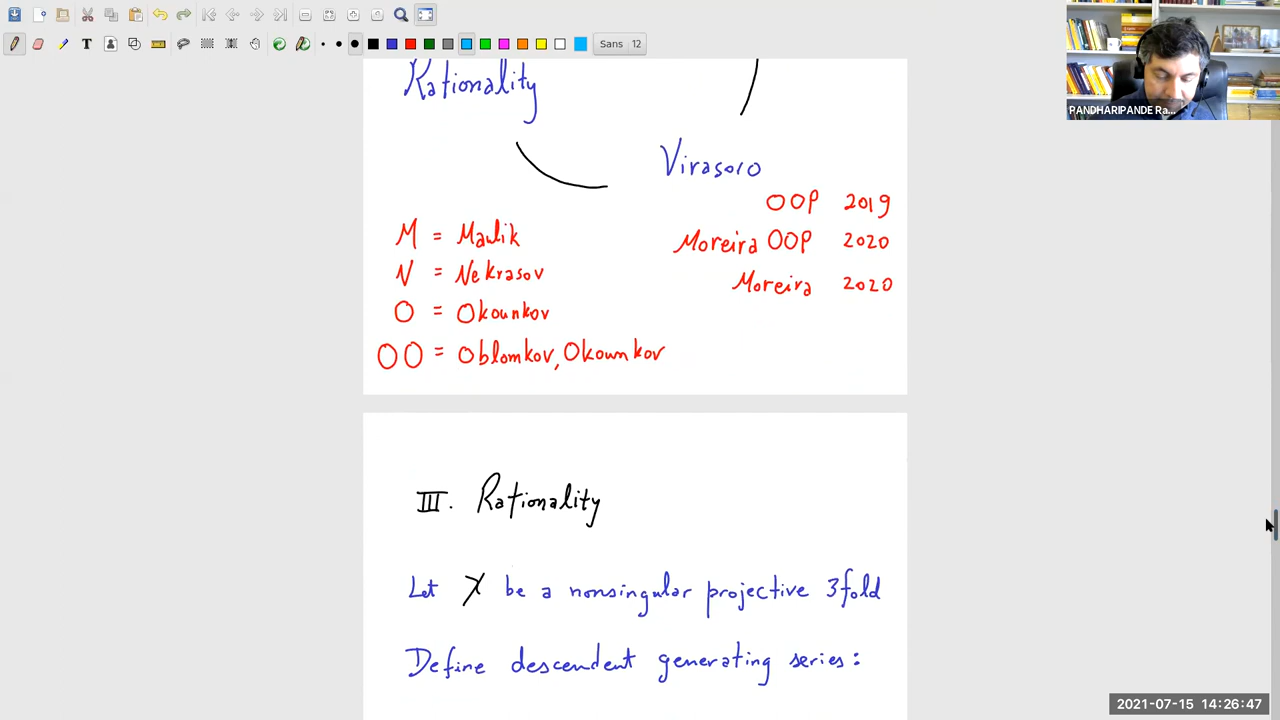 Sans 12
PANDHARIPANDE Ra...
Rationality
Virasoro
OOP 2019
Moreira OOP 2020
Moreira 2020
M = Maulik
N = Nekrasov
O = Okounkov
OO = Oblomkov, Okounkov
III. Rationality
Let X be a nonsingular projective 3fold
Define descendent generating series:
2021-07-15 14:26:47